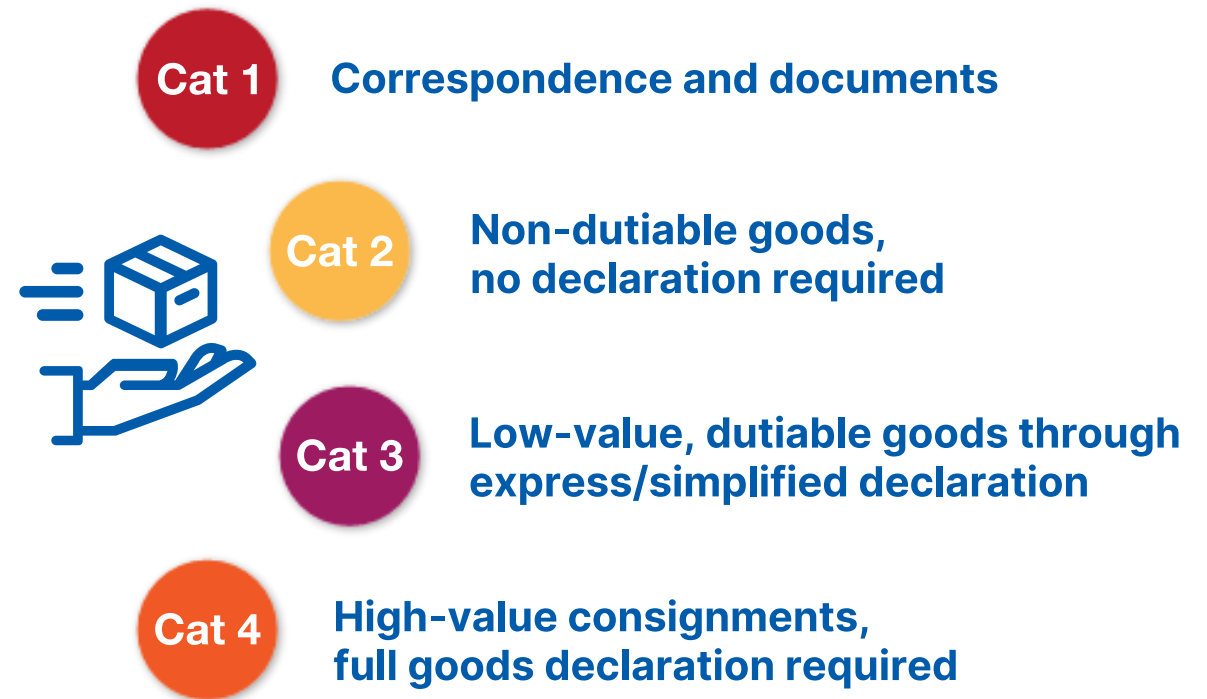 Cat 1
Correspondence and documents
Cat 2
Non-dutiable goods,
no declaration required
Cat 3
Low-value, dutiable goods through
express/simplified declaration
Cat 4
High-value consignments,
full goods declaration required